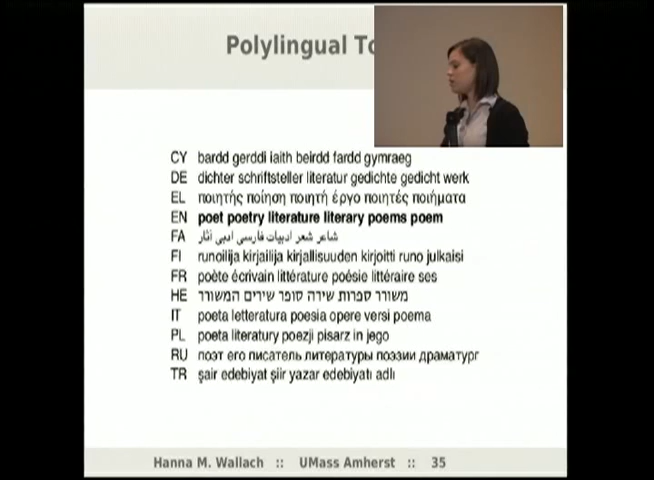 Polylingual To
CY bardd gerddi iaith beirdd fardd gymraeg
DE dichter schriftsteller literatur gedichte gedicht werk
EL ποιητής ποίηση ποιητή έργο ποιητές ποιήματα
EN poet poetry literature literary poems poem
FA شاعر شعر ادبیات فارسی ادبی آثار
FI runoilija kirjailija kirjallisuuden kirjoitti runo julkaisi
FR poète écrivain littérature poésie littéraire ses
HE משורר ספרות שירה סופר שירים המשורר
IT poeta letteratura poesia opere versi poema
PL poeta literatury poezji pisarz in jego
RU поэт его писатель литературы поэзии драматург
TR şair edebiyat şiir yazar edebiyatı adlı
Hanna M. Wallach :: UMass Amherst :: 35